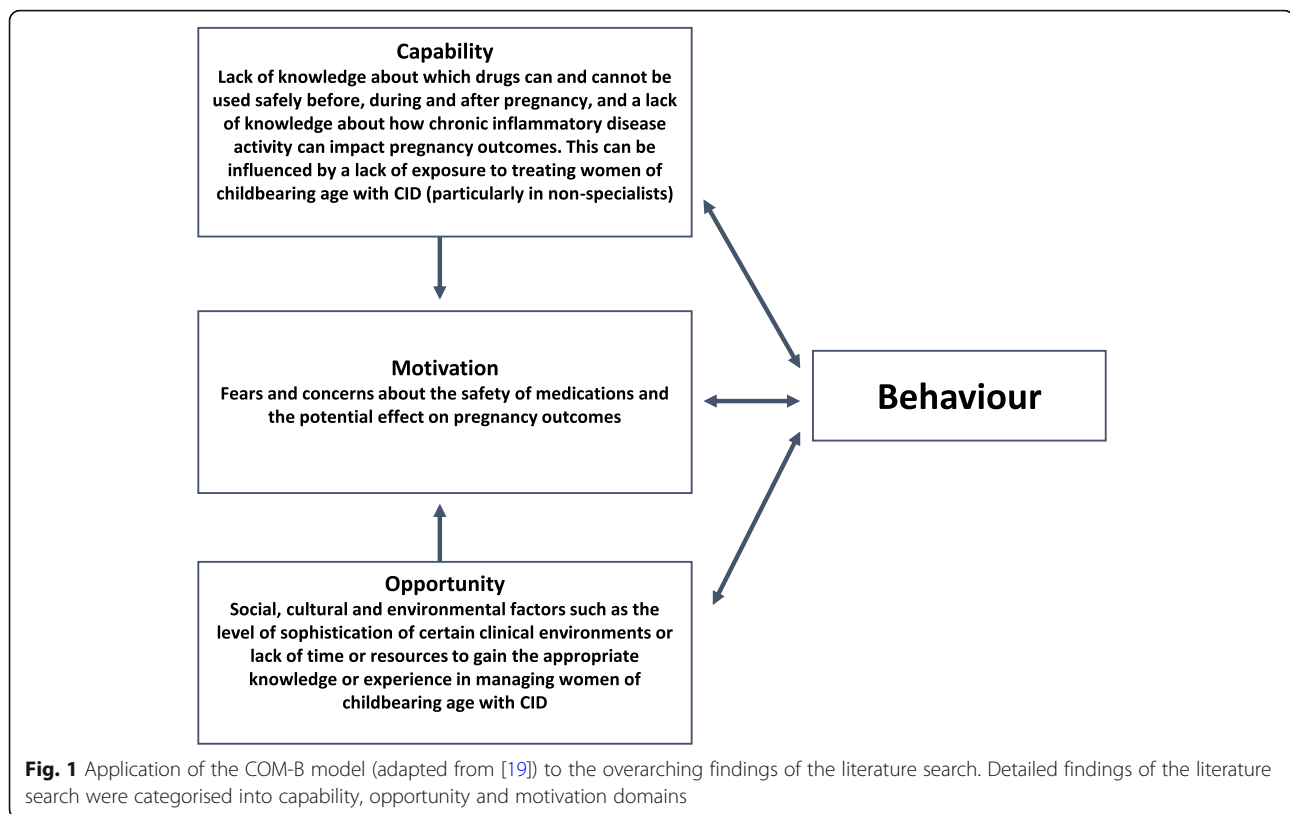 Capability
Lack of knowledge about which drugs can and cannot be
used safely before, during and after pregnancy, and a lack
of knowledge about how chronic inflammatory disease
activity can impact pregnancy outcomes. This can be
influenced by a lack of exposure to treating women of
childbearing age with CID (particularly in non-specialists)
Motivation
Fears and concerns about the safety of medications and
the potential effect on pregnancy outcomes
Behaviour
Opportunity
Social, cultural and environmental factors such as the
level of sophistication of certain clinical environments or
lack of time or resources to gain the appropriate
knowledge or experience in managing women of
childbearing age with CID
Fig. 1 Application of the COM-B model (adapted from [19]) to the overarching findings of the literature search. Detailed findings of the literature
search were categorised into capability, opportunity and motivation domains